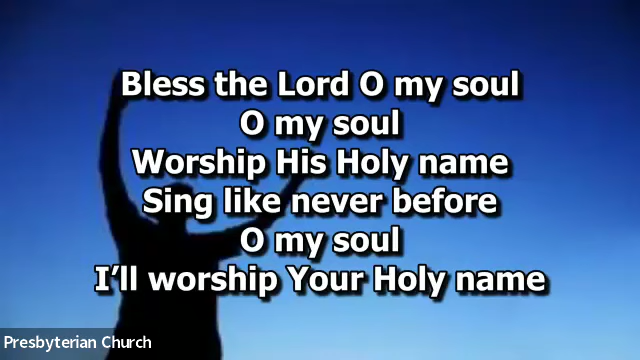 Bless the Lord O my soul
O my soul
Worship His Holy name
Sing like never before
O my soul
I’ll worship Your Holy name
Presbyterian Church